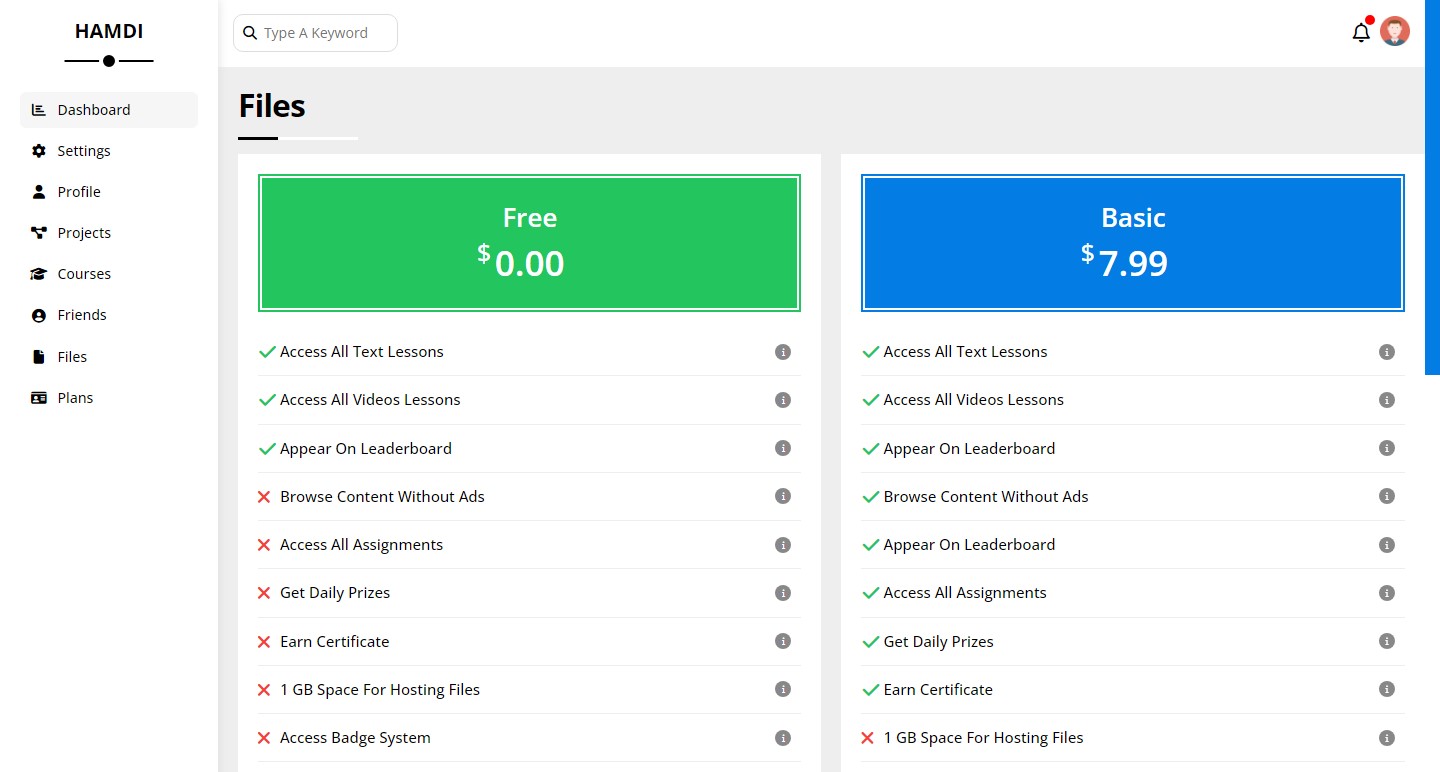 HAMDI
Type A Keyword
Dashboard
Settings
Profile
Projects
Courses
Friends
Files
Plans
Files
Free
$0.00
Access All Text Lessons
Access All Videos Lessons
Appear On Leaderboard
Browse Content Without Ads
Access All Assignments
Get Daily Prizes
Earn Certificate
1 GB Space For Hosting Files
Access Badge System
Basic
$7.99
Access All Text Lessons
Access All Videos Lessons
Appear On Leaderboard
Browse Content Without Ads
Appear On Leaderboard
Access All Assignments
Get Daily Prizes
Earn Certificate
1 GB Space For Hosting Files